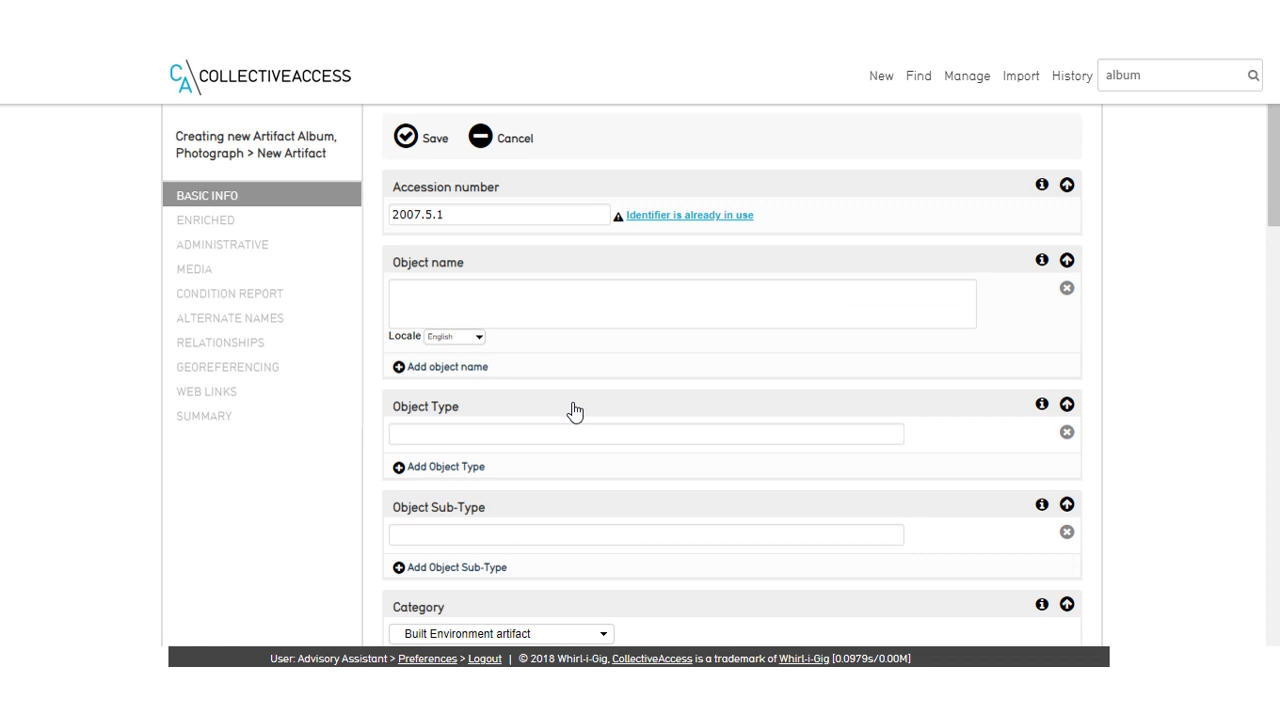 CA COLLECTIVEACCESS
New Find Manage Import History album
Creating new Artifact Album,
Photograph > New Artifact
BASIC INFO
ENRICHED
ADMINISTRATIVE
MEDIA
CONDITION REPORT
ALTERNATE NAMES
RELATIONSHIPS
GEOREFERENCING
WEB LINKS
SUMMARY
Save Cancel
Accession number
2007.5.1 Identifier is already in use
Object name
Locale English
Add object name
Object Type
Add Object Type
Object Sub-Type
Add Object Sub-Type
Category
Built Environment artifact
User: Advisory Assistant > Preferences > Logout | © 2018 Whirl-i-Gig, CollectiveAccess is a trademark of Whirl-i-Gig [0.0979s/0.00M]